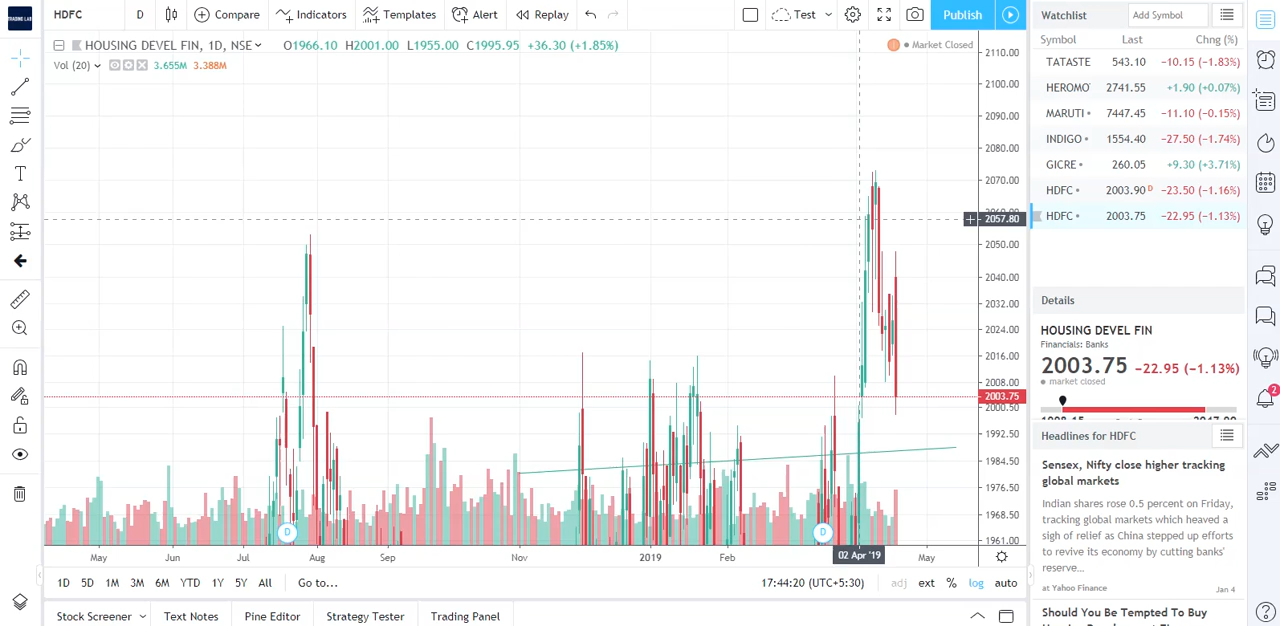 TRADING LAB
HDFC D Compare Indicators Templates Alert Replay Test Publish
HOUSING DEVEL FIN, 1D, NSE O1966.10 H2001.00 L1955.00 C1995.95 +36.30 (+1.85%)
Market Closed
Vol (20) 3.655M 3.388M
2110.00
2100.00
2090.00
2080.00
2070.00
2057.80
2050.00
2040.00
2032.00
2024.00
2016.00
2008.00
2003.75
2000.50
1992.50
1984.50
1976.50
1968.50
1961.00
D D
May Jun Jul Aug Sep Nov 2019 Feb 02 Apr '19 May
1D 5D 1M 3M 6M YTD 1Y 5Y All Go to... 17:44:20 (UTC+5:30) adj ext % log auto
Stock Screener Text Notes Pine Editor Strategy Tester Trading Panel
Watchlist Add Symbol
Symbol Last Chng (%)
TATASTE 543.10 −10.15 (−1.83%)
HEROMO 2741.55 +1.90 (+0.07%)
MARUTI 7447.45 −11.10 (−0.15%)
INDIGO 1554.40 −27.50 (−1.74%)
GICRE 260.05 +9.30 (+3.71%)
HDFC 2003.90 D −23.50 (−1.16%)
HDFC 2003.75 −22.95 (−1.13%)
Details
HOUSING DEVEL FIN
Financials: Banks
2003.75 −22.95 (−1.13%)
market closed
Headlines for HDFC
Sensex, Nifty close higher tracking
global markets
Indian shares rose 0.5 percent on Friday,
tracking global markets which heaved a
sigh of relief as China stepped up efforts
to revive its economy by cutting banks'
reserve...
at Yahoo Finance Jan 4
Should You Be Tempted To Buy
2